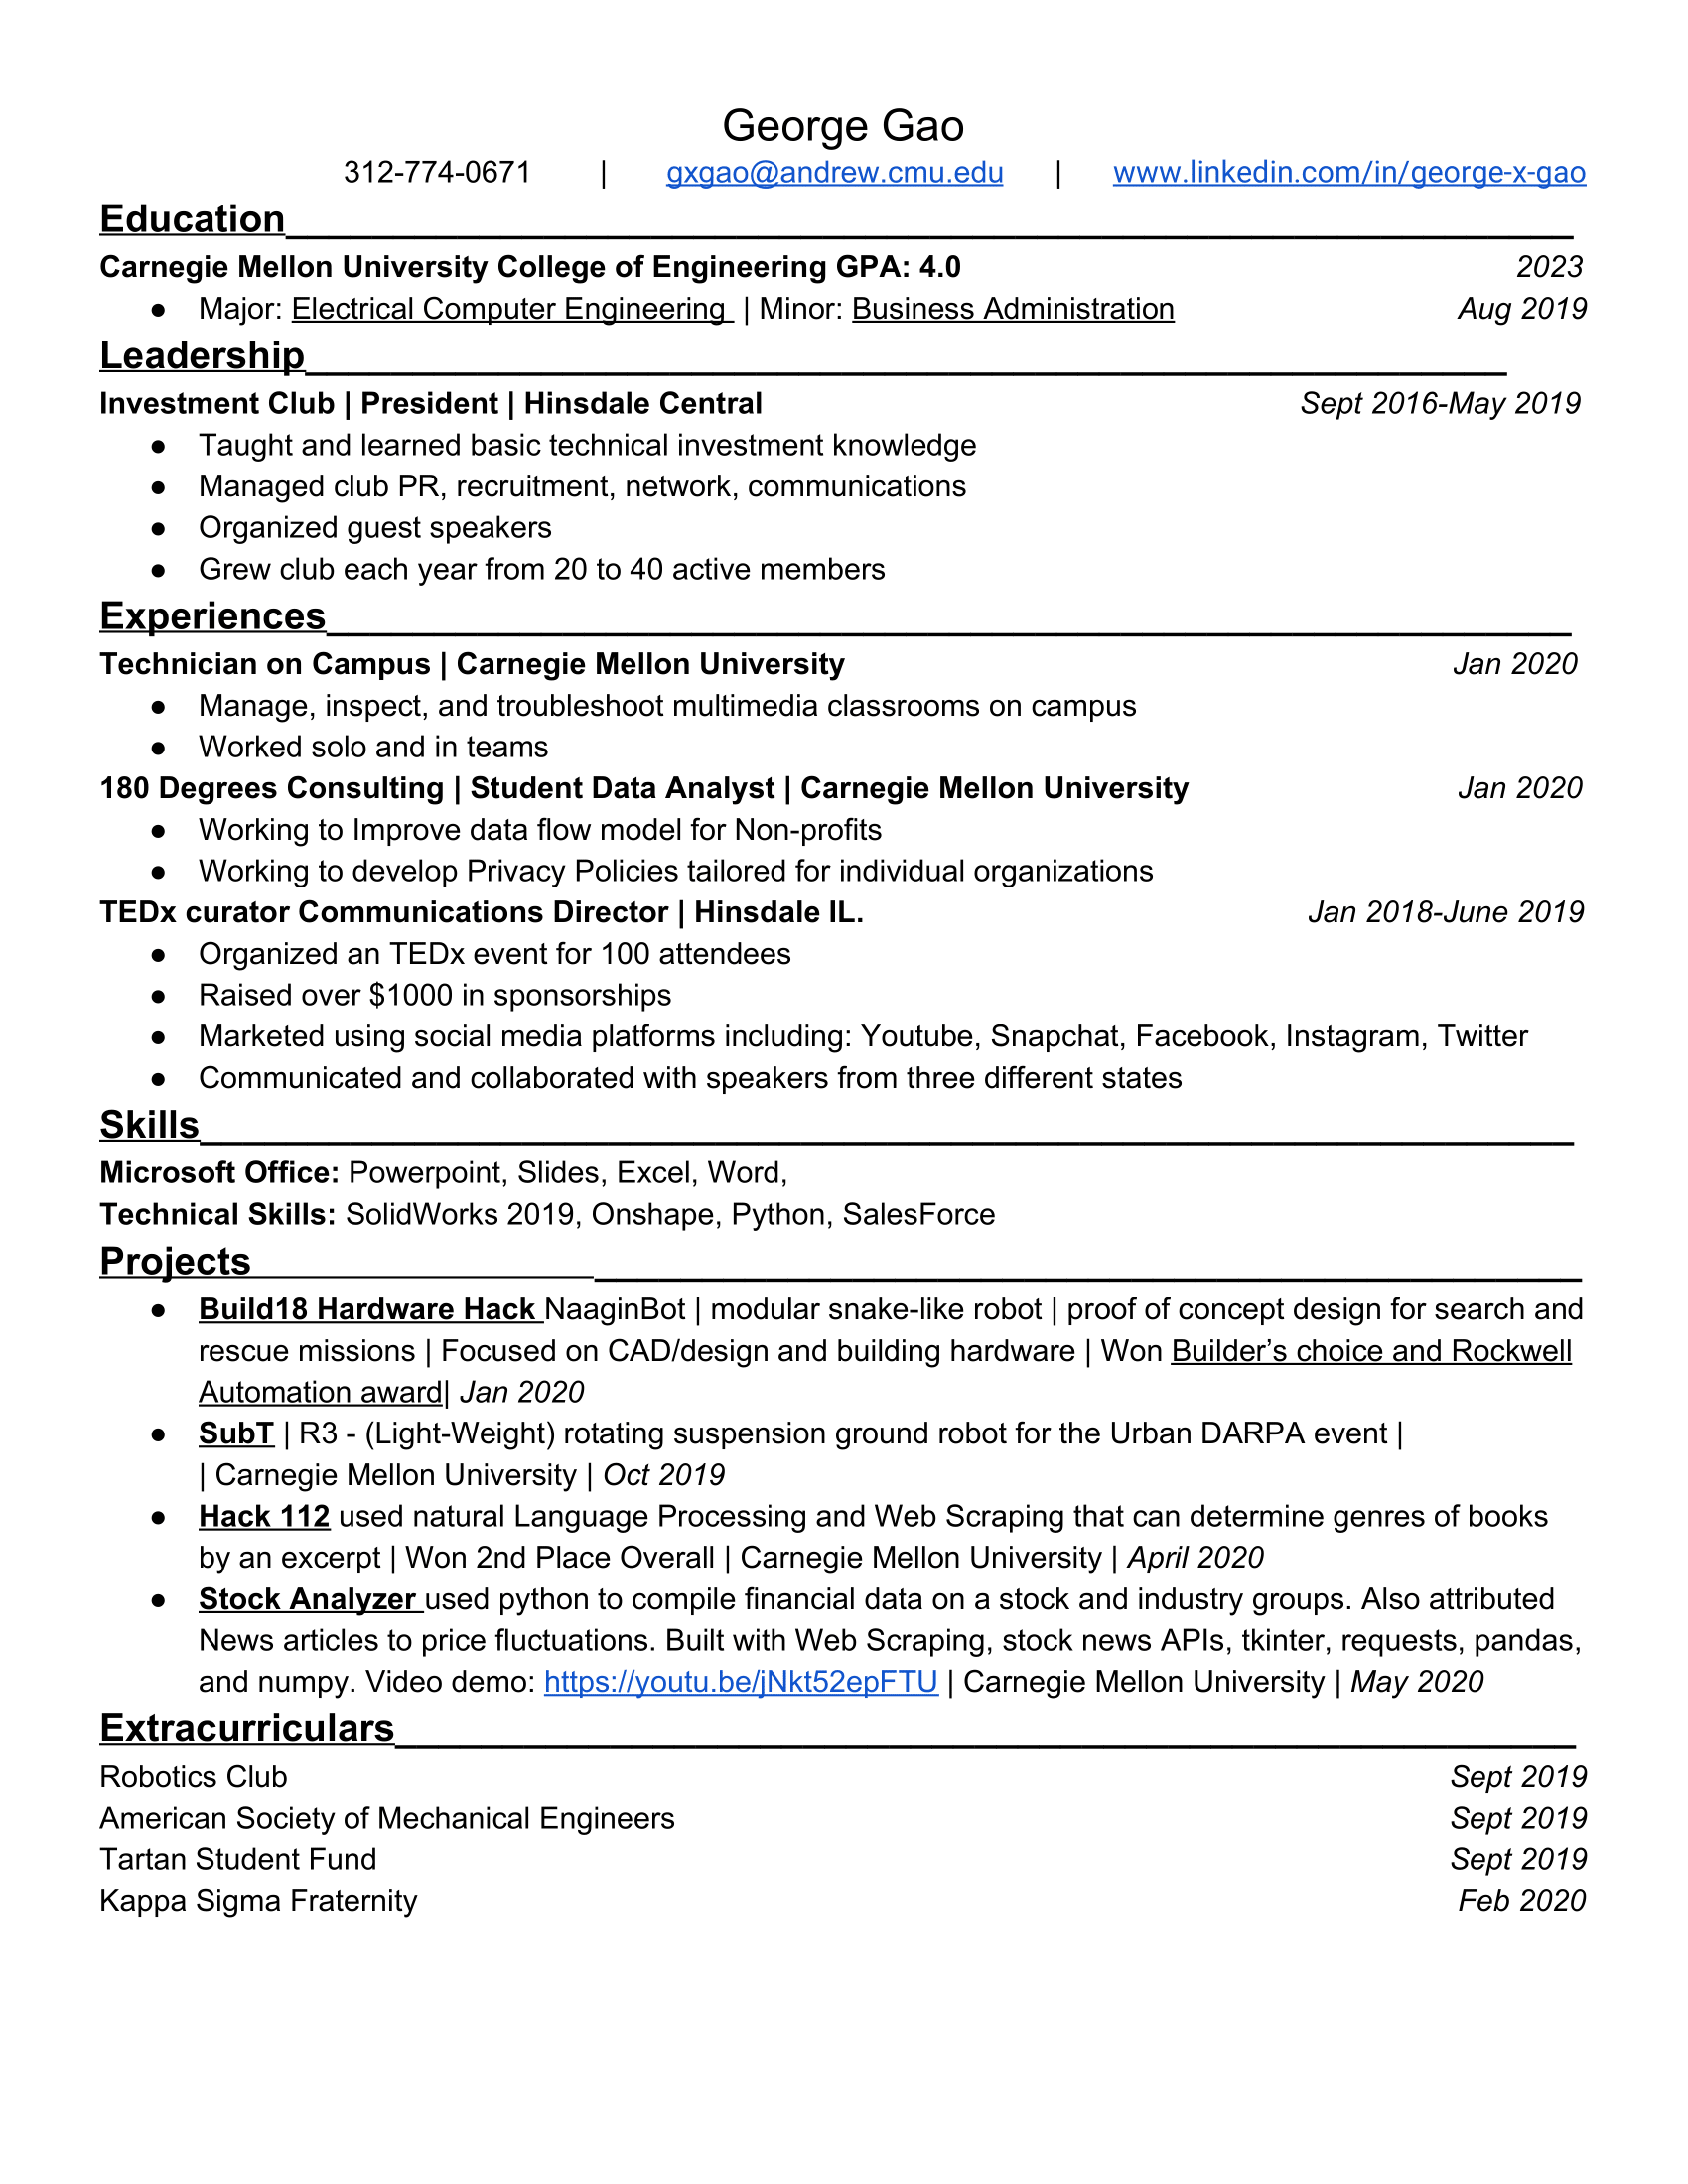 George Gao
312-774-0671 | gxgao@andrew.cmu.edu | www.linkedin.com/in/george-x-gao
Education
Carnegie Mellon University College of Engineering GPA: 4.0 2023
● Major: Electrical Computer Engineering | Minor: Business Administration Aug 2019
Leadership
Investment Club | President | Hinsdale Central Sept 2016-May 2019
● Taught and learned basic technical investment knowledge
● Managed club PR, recruitment, network, communications
● Organized guest speakers
● Grew club each year from 20 to 40 active members
Experiences
Technician on Campus | Carnegie Mellon University Jan 2020
● Manage, inspect, and troubleshoot multimedia classrooms on campus
● Worked solo and in teams
180 Degrees Consulting | Student Data Analyst | Carnegie Mellon University Jan 2020
● Working to Improve data flow model for Non-profits
● Working to develop Privacy Policies tailored for individual organizations
TEDx curator Communications Director | Hinsdale IL. Jan 2018-June 2019
● Organized an TEDx event for 100 attendees
● Raised over $1000 in sponsorships
● Marketed using social media platforms including: Youtube, Snapchat, Facebook, Instagram, Twitter
● Communicated and collaborated with speakers from three different states
Skills
Microsoft Office: Powerpoint, Slides, Excel, Word,
Technical Skills: SolidWorks 2019, Onshape, Python, SalesForce
Projects
● Build18 Hardware Hack NaaginBot | modular snake-like robot | proof of concept design for search and
rescue missions | Focused on CAD/design and building hardware | Won Builder’s choice and Rockwell
Automation award| Jan 2020
● SubT | R3 - (Light-Weight) rotating suspension ground robot for the Urban DARPA event |
| Carnegie Mellon University | Oct 2019
● Hack 112 used natural Language Processing and Web Scraping that can determine genres of books
by an excerpt | Won 2nd Place Overall | Carnegie Mellon University | April 2020
● Stock Analyzer used python to compile financial data on a stock and industry groups. Also attributed
News articles to price fluctuations. Built with Web Scraping, stock news APIs, tkinter, requests, pandas,
and numpy. Video demo: https://youtu.be/jNkt52epFTU | Carnegie Mellon University | May 2020
Extracurriculars
Robotics Club Sept 2019
American Society of Mechanical Engineers Sept 2019
Tartan Student Fund Sept 2019
Kappa Sigma Fraternity Feb 2020